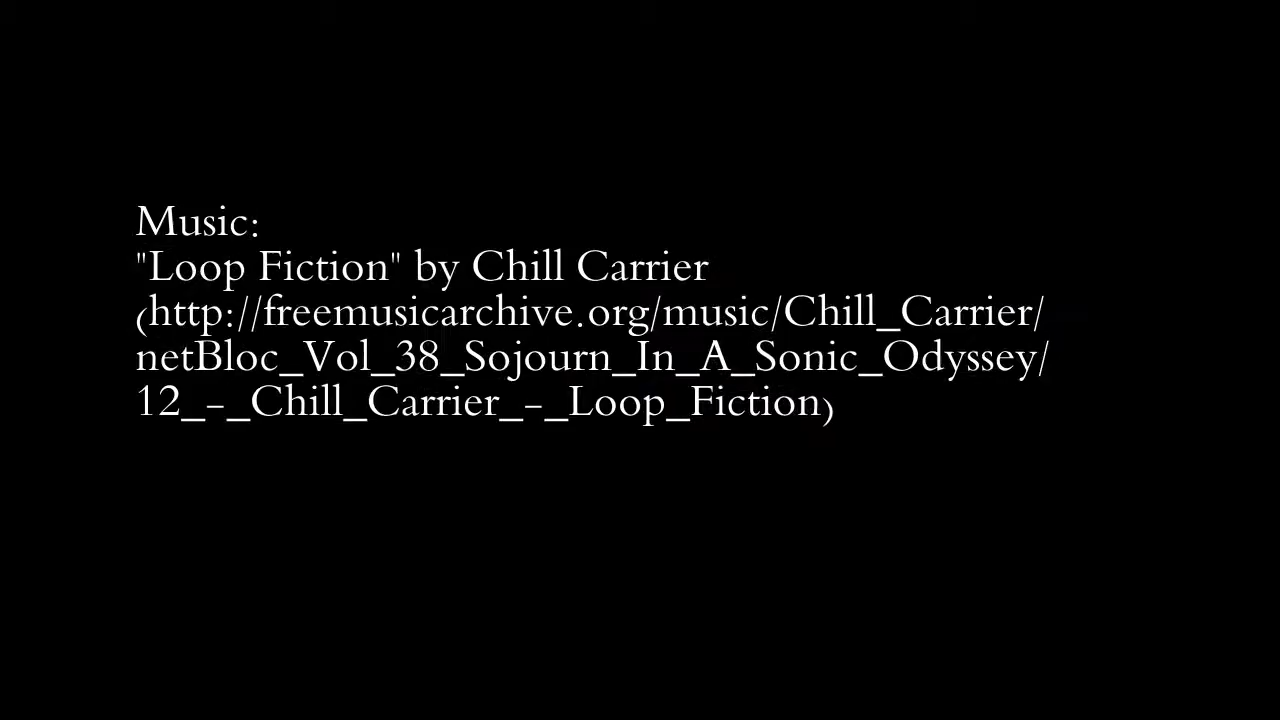 Music:
"Loop Fiction" by Chill Carrier
(http://freemusicarchive.org/music/Chill_Carrier/
netBloc_Vol_38_Sojourn_In_A_Sonic_Odyssey/
12_-_Chill_Carrier_-_Loop_Fiction)